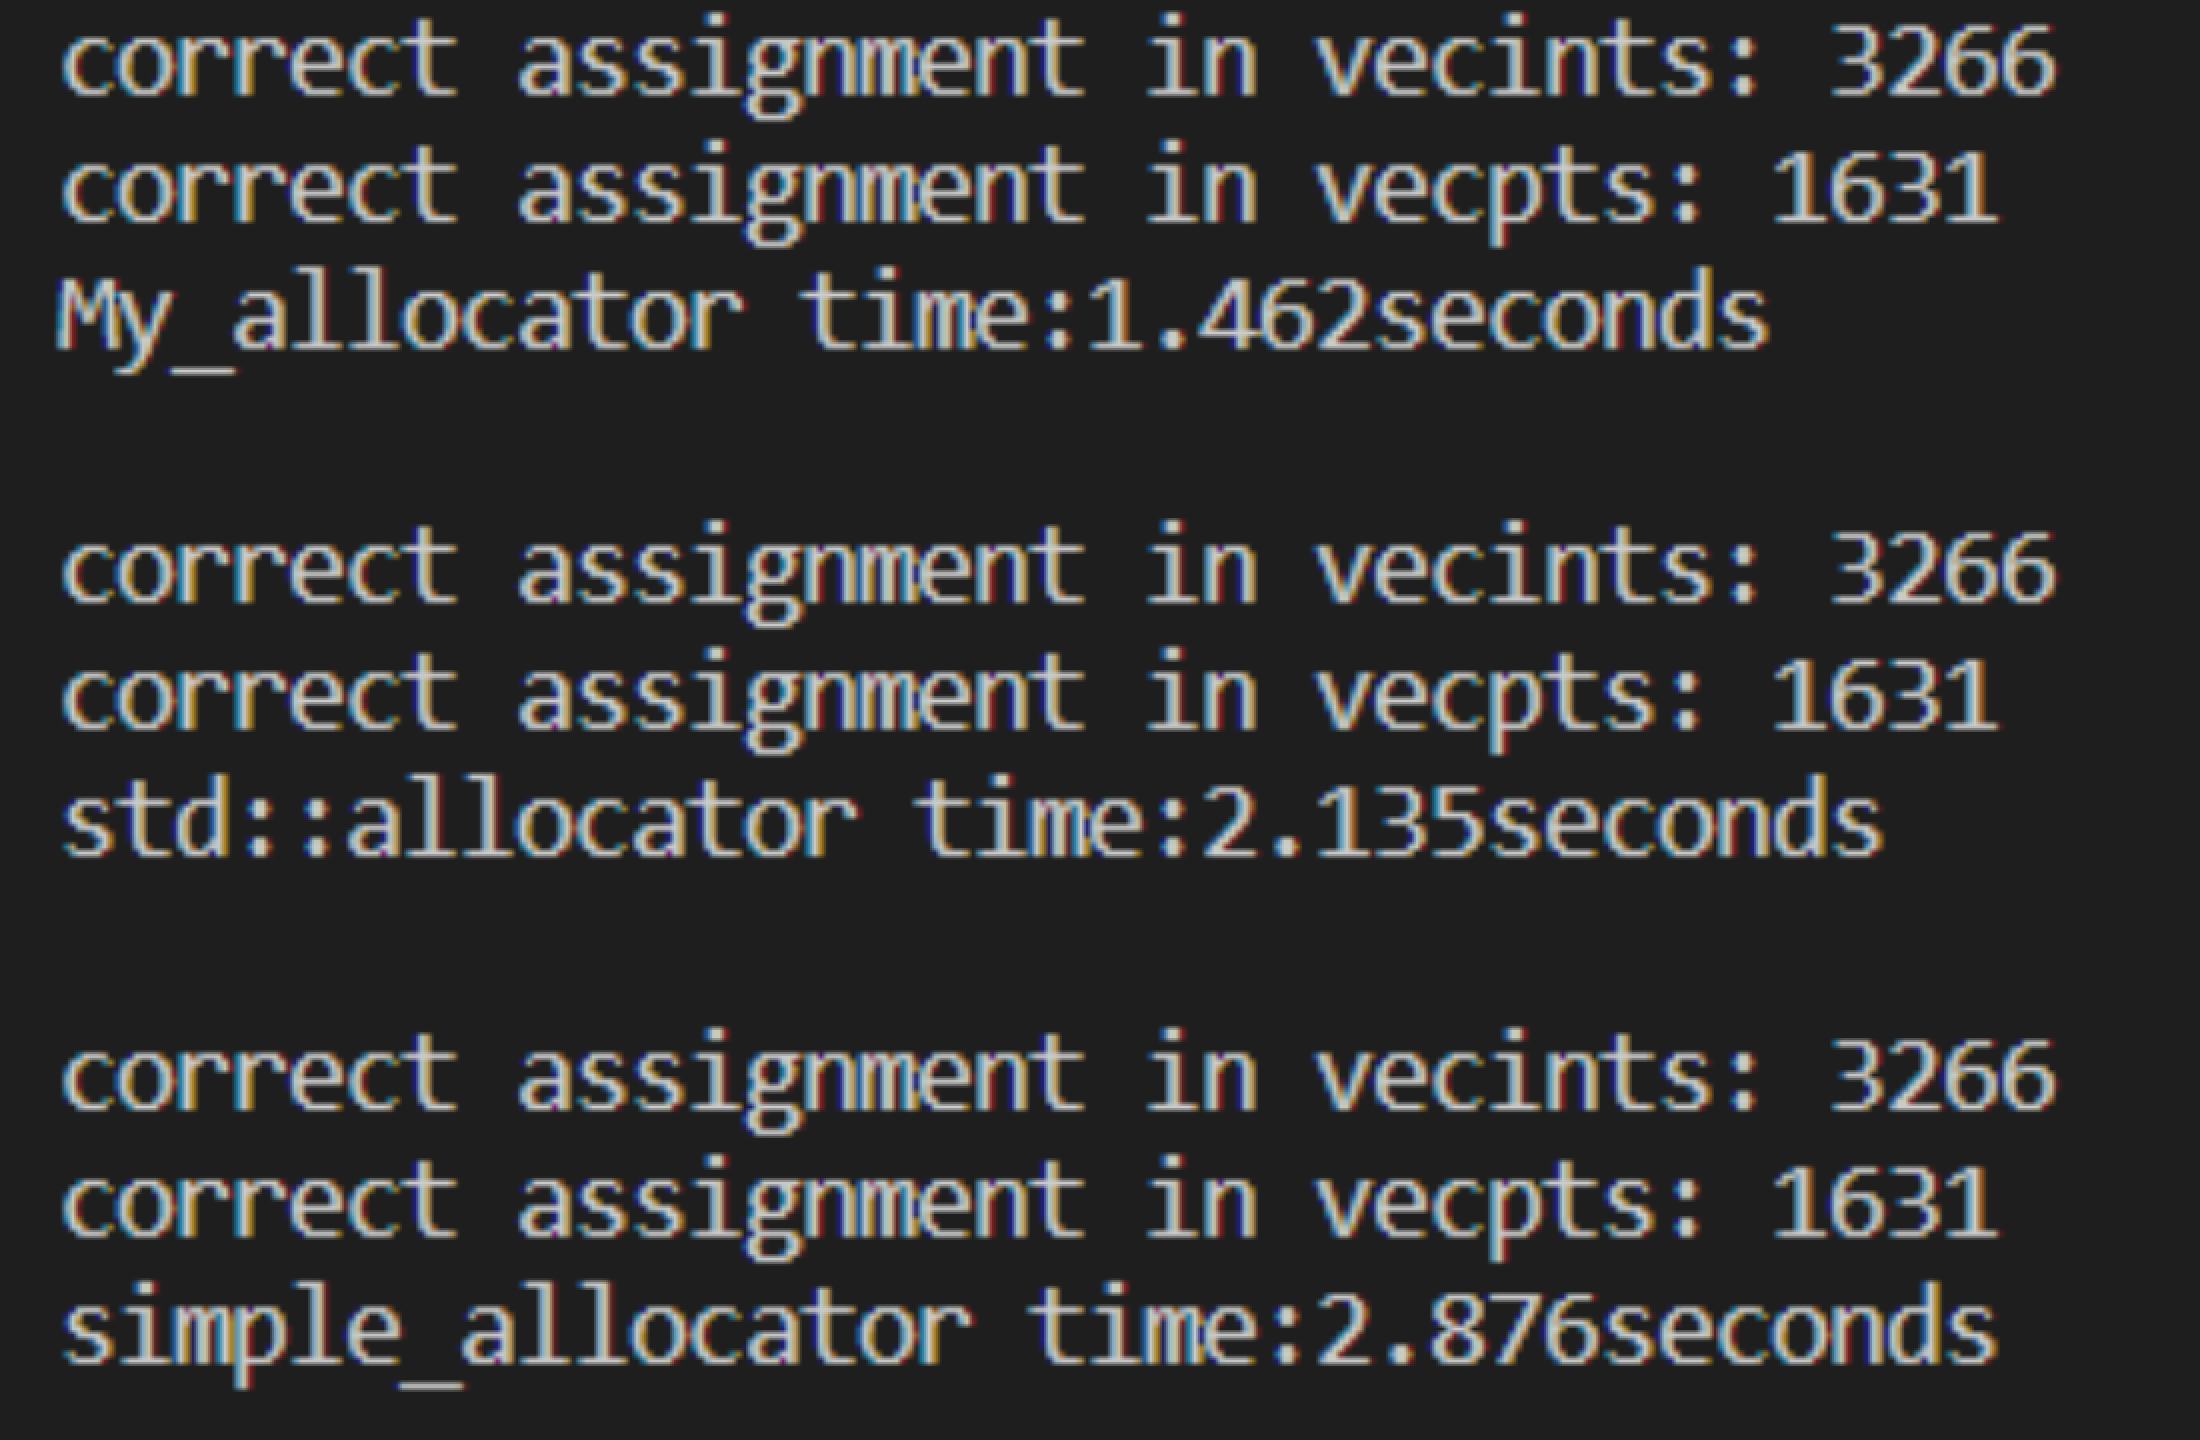 correct assignment in vecints: 3266
correct assignment in vecpts: 1631
My_allocator time:1.462seconds
correct assignment in vecints: 3266
correct assignment in vecpts: 1631
std::allocator time:2.135seconds
correct assignment in vecints: 3266
correct assignment in vecpts: 1631
simple_allocator time:2.876seconds